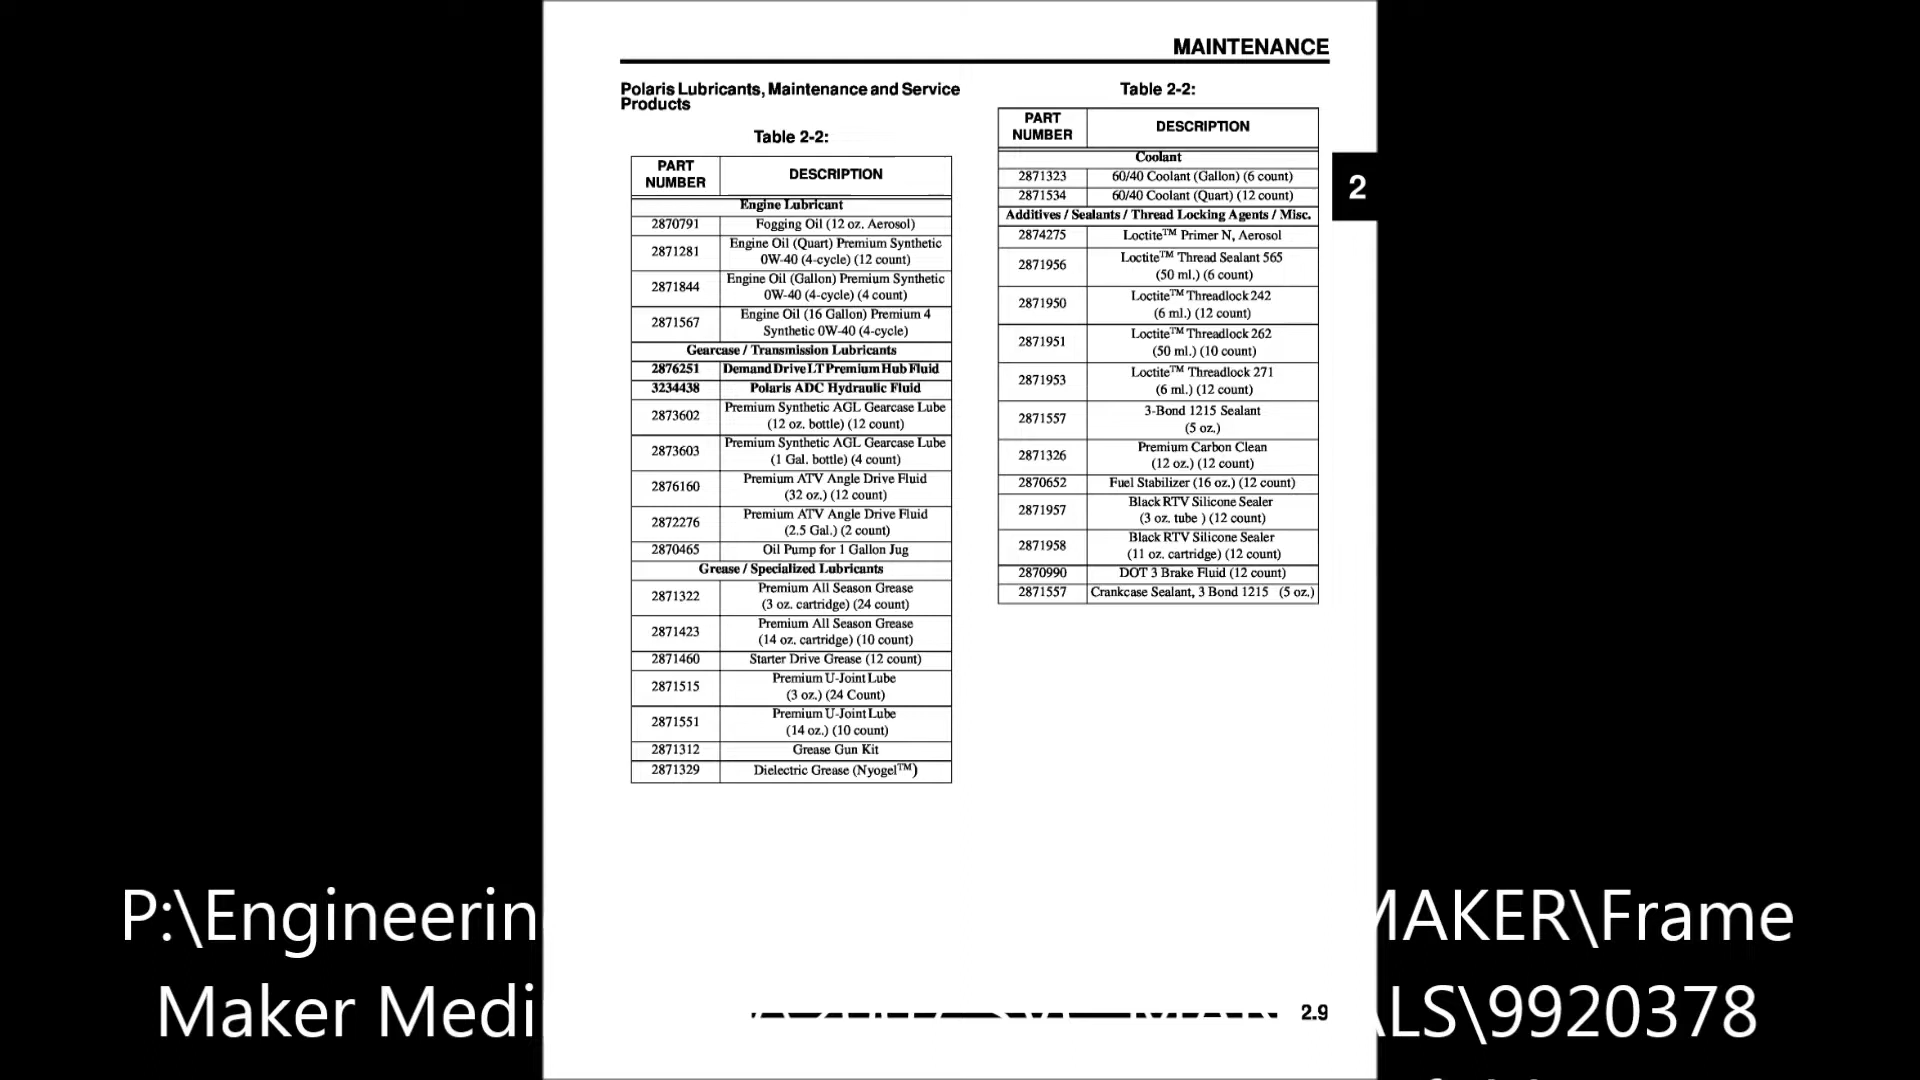 MAINTENANCE
Polaris Lubricants, Maintenance and Service
Products
Table 2-2:
PART
NUMBER
DESCRIPTION
Engine Lubricant
2870791 Fogging Oil (12 oz. Aerosol)
2871281 Engine Oil (Quart) Premium Synthetic
0W-40 (4-cycle) (12 count)
2871844 Engine Oil (Gallon) Premium Synthetic
0W-40 (4-cycle) (4 count)
2871567 Engine Oil (16 Gallon) Premium 4
Synthetic 0W-40 (4-cycle)
Gearcase / Transmission Lubricants
2876251 Demand Drive LT Premium Hub Fluid
3234438 Polaris ADC Hydraulic Fluid
2873602 Premium Synthetic AGL Gearcase Lube
(12 oz. bottle) (12 count)
2873603 Premium Synthetic AGL Gearcase Lube
(1 Gal. bottle) (4 count)
2876160 Premium ATV Angle Drive Fluid
(32 oz.) (12 count)
2872276 Premium ATV Angle Drive Fluid
(2.5 Gal.) (2 count)
2870465 Oil Pump for 1 Gallon Jug
Grease / Specialized Lubricants
2871322 Premium All Season Grease
(3 oz. cartridge) (24 count)
2871423 Premium All Season Grease
(14 oz. cartridge) (10 count)
2871460 Starter Drive Grease (12 count)
2871515 Premium U-Joint Lube
(3 oz.) (24 Count)
2871551 Premium U-Joint Lube
(14 oz.) (10 count)
2871312 Grease Gun Kit
2871329 Dielectric Grease (Nyogel™)
Table 2-2:
PART
NUMBER
DESCRIPTION
Coolant
2871323 60/40 Coolant (Gallon) (6 count)
2871534 60/40 Coolant (Quart) (12 count)
Additives / Sealants / Thread Locking Agents / Misc.
2874275 Loctite™ Primer N, Aerosol
2871956 Loctite™ Thread Sealant 565
(50 ml.) (6 count)
2871950 Loctite™ Threadlock 242
(6 ml.) (12 count)
2871951 Loctite™ Threadlock 262
(50 ml.) (10 count)
2871953 Loctite™ Threadlock 271
(6 ml.) (12 count)
2871557 3-Bond 1215 Sealant
(5 oz.)
2871326 Premium Carbon Clean
(12 oz.) (12 count)
2870652 Fuel Stabilizer (16 oz.) (12 count)
2871957 Black RTV Silicone Sealer
(3 oz. tube ) (12 count)
2871958 Black RTV Silicone Sealer
(11 oz. cartridge) (12 count)
2870990 DOT 3 Brake Fluid (12 count)
2871557 Crankcase Sealant, 3 Bond 1215 (5 oz.)
2
2.9
P:\Engineerin MAKER\Frame
Maker Medi ALS\9920378